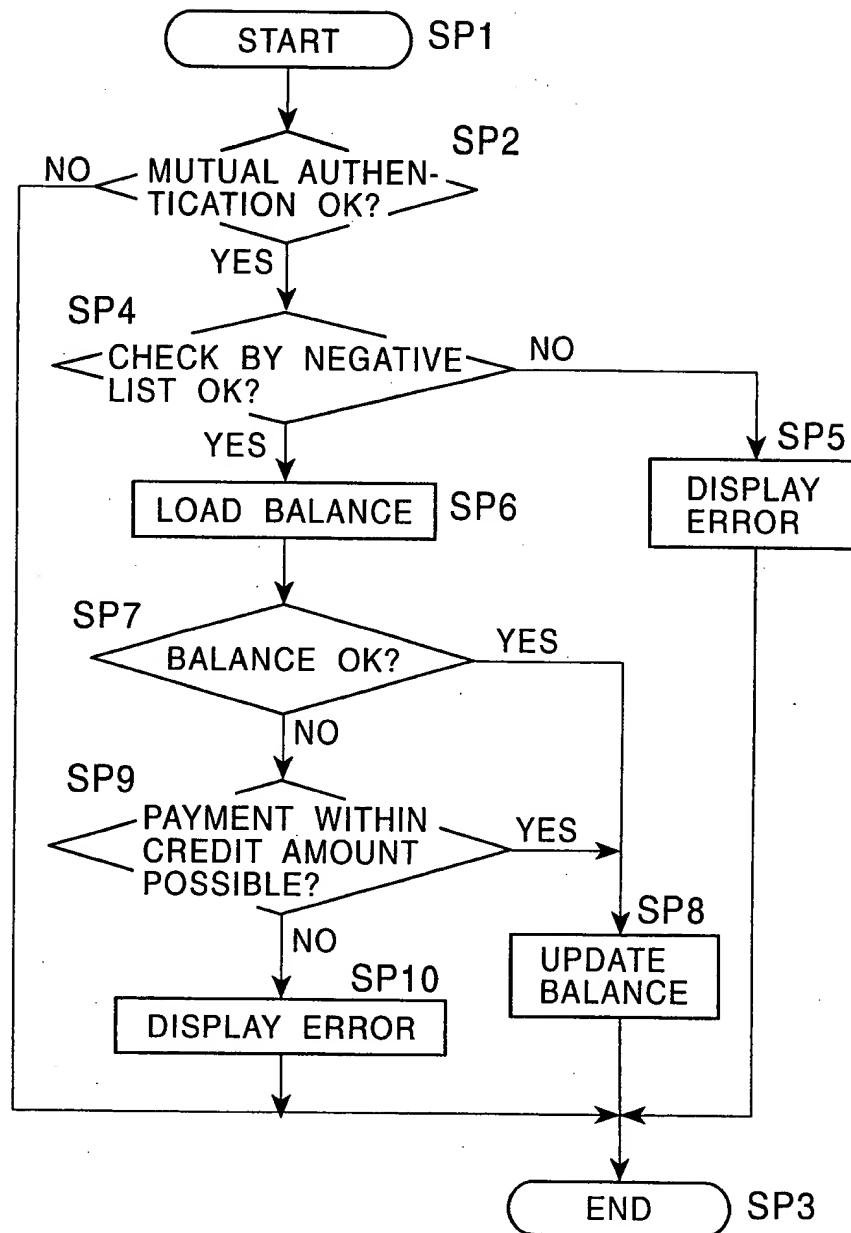 START
SP1
SP2
NO
MUTUAL AUTHEN-
TICATION OK?
YES
SP4
CHECK BY NEGATIVE
LIST OK?
NO
YES
SP5
DISPLAY
ERROR
LOAD BALANCE
SP6
SP7
BALANCE OK?
YES
NO
SP9
PAYMENT WITHIN
CREDIT AMOUNT
POSSIBLE?
YES
NO
SP8
UPDATE
BALANCE
SP10
DISPLAY ERROR
END
SP3